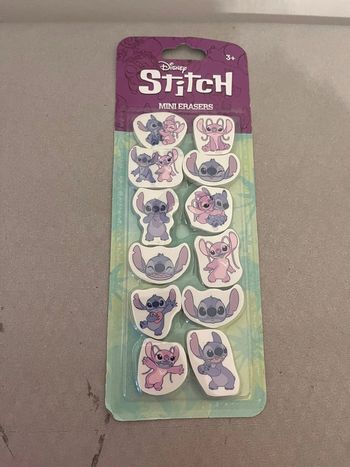 Disney
3+
StitcH
MINI ERASERS